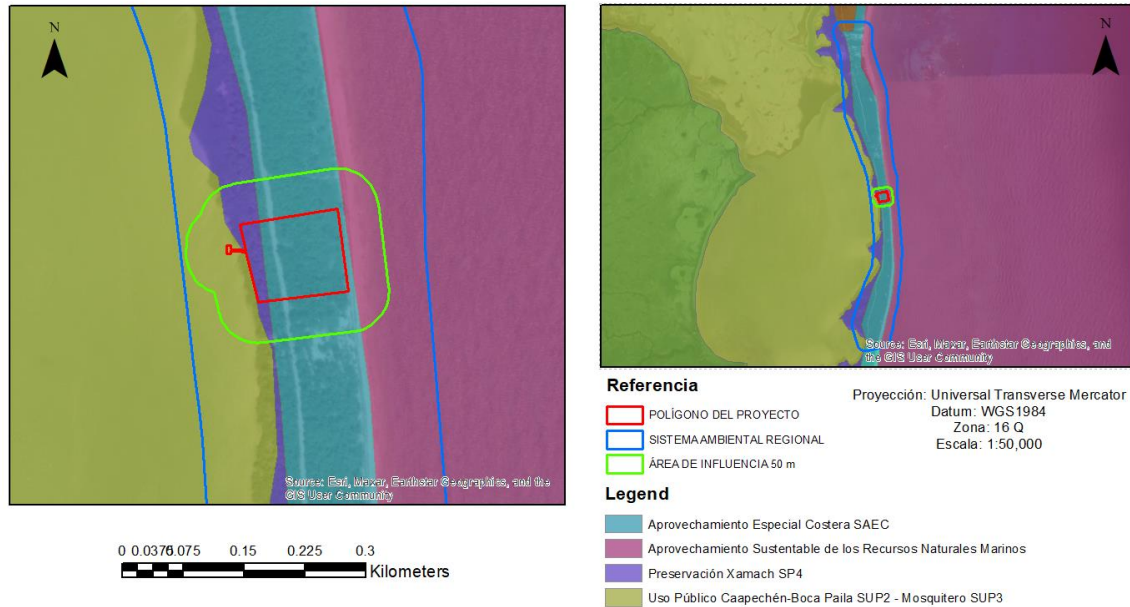 N
Source: Esri, Maxar, Earthstar Geographics, and the
GIS User Community
0 0.0375 0.075 0.15 0.225 0.3
Kilometers
N
Source: Esri, Maxar, Earthstar Geographics, and
the GIS User Community
Referencia
POLÍGONO DEL PROYECTO
SISTEMA AMBIENTAL REGIONAL
ÁREA DE INFLUENCIA 50 m
Proyección: Universal Transverse Mercator
Datum: WGS1984
Zona: 16 Q
Escala: 1:50,000
Legend
Aprovechamiento Especial Costera SAEC
Aprovechamiento Sustentable de los Recursos Naturales Marinos
Preservación Xamach SP4
Uso Público Caapechén-Boca Paila SUP2 - Mosquitero SUP3